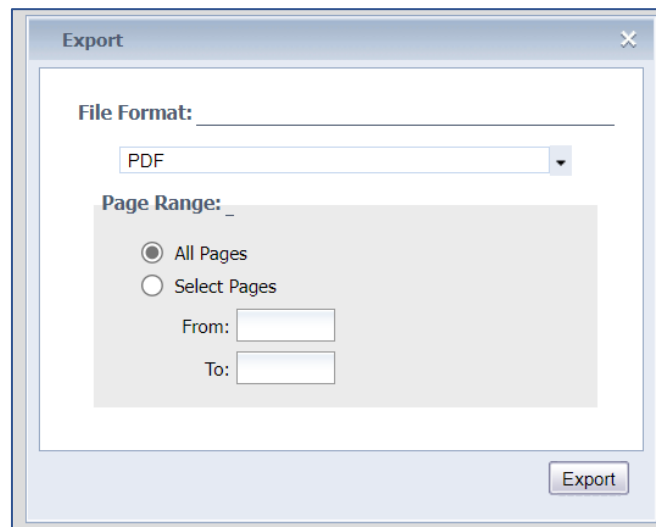 Export
File Format:
PDF
Page Range:
All Pages
Select Pages
From:
To:
Export